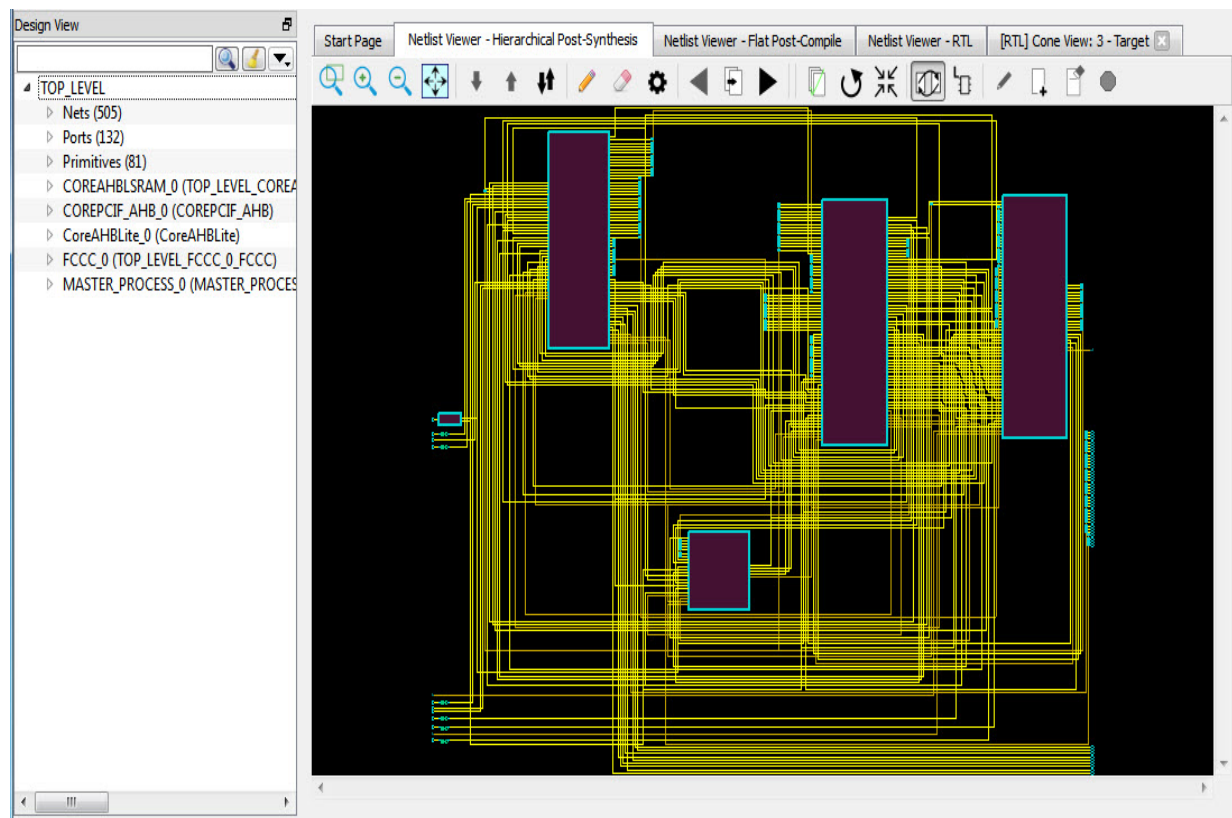 Design View
Start Page
Netlist Viewer - Hierarchical Post-Synthesis
Netlist Viewer - Flat Post-Compile
Netlist Viewer - RTL
[RTL] Cone View: 3 - Target
TOP_LEVEL
Nets (505)
Ports (132)
Primitives (81)
COREAHBLSRAM_0 (TOP_LEVEL_COREA
COREPCIF_AHB_0 (COREPCIF_AHB)
CoreAHBLite_0 (CoreAHBLite)
FCCC_0 (TOP_LEVEL_FCCC_0_FCCC)
MASTER_PROCESS_0 (MASTER_PROCES